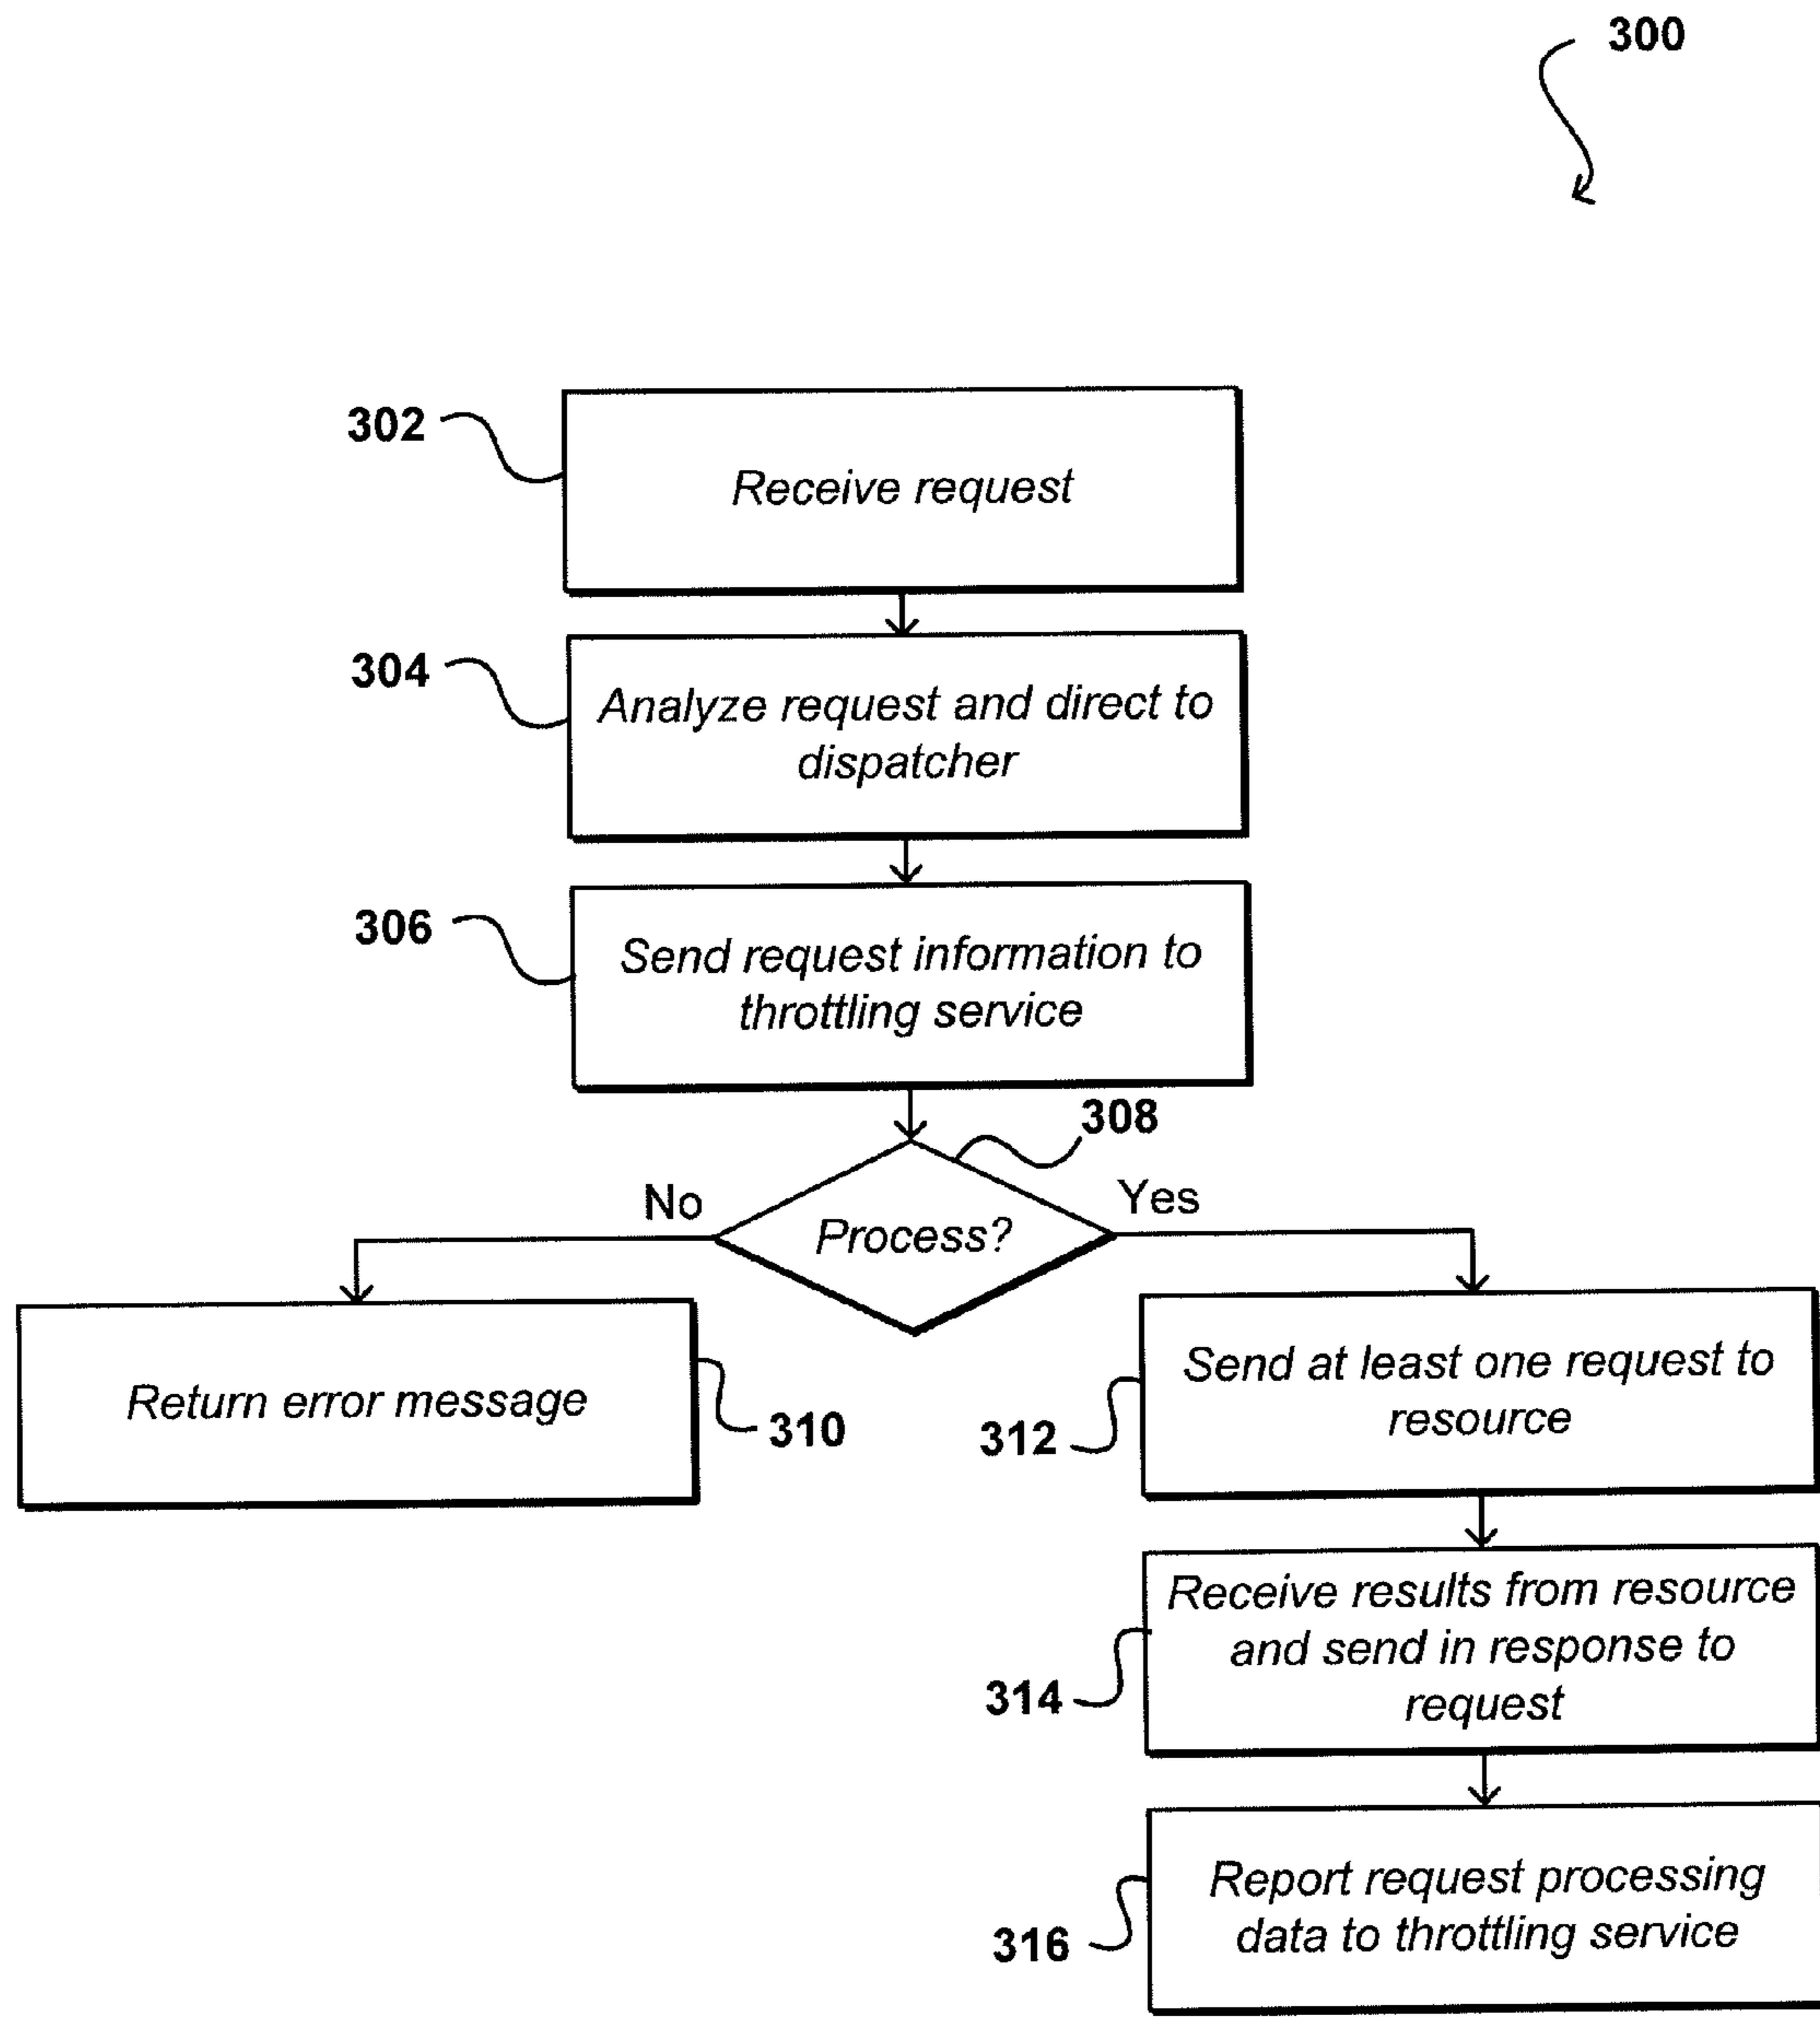 300
302
Receive request
304
Analyze request and direct to
dispatcher
306
Send request information to
throttling service
308
No
Yes
Process?
Return error message
310
312
Send at least one request to
resource
314
Receive results from resource
and send in response to
request
316
Report request processing
data to throttling service